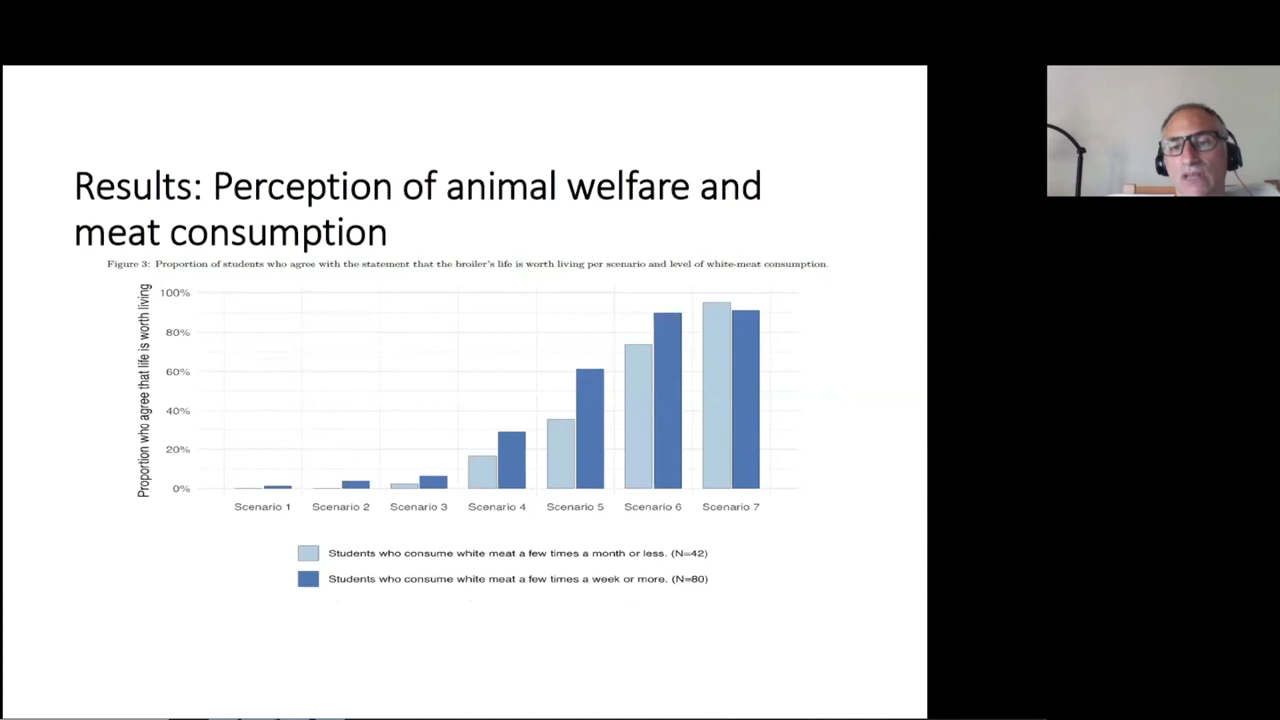 Results: Perception of animal welfare and
meat consumption
Figure 3: Proportion of students who agree with the statement that the broiler's life is worth living per scenario and level of white-meat consumption.
Proportion who agree that life is worth living
100%
80%
60%
40%
20%
0%
Scenario 1 Scenario 2 Scenario 3 Scenario 4 Scenario 5 Scenario 6 Scenario 7
Students who consume white meat a few times a month or less. (N=42)
Students who consume white meat a few times a week or more. (N=80)